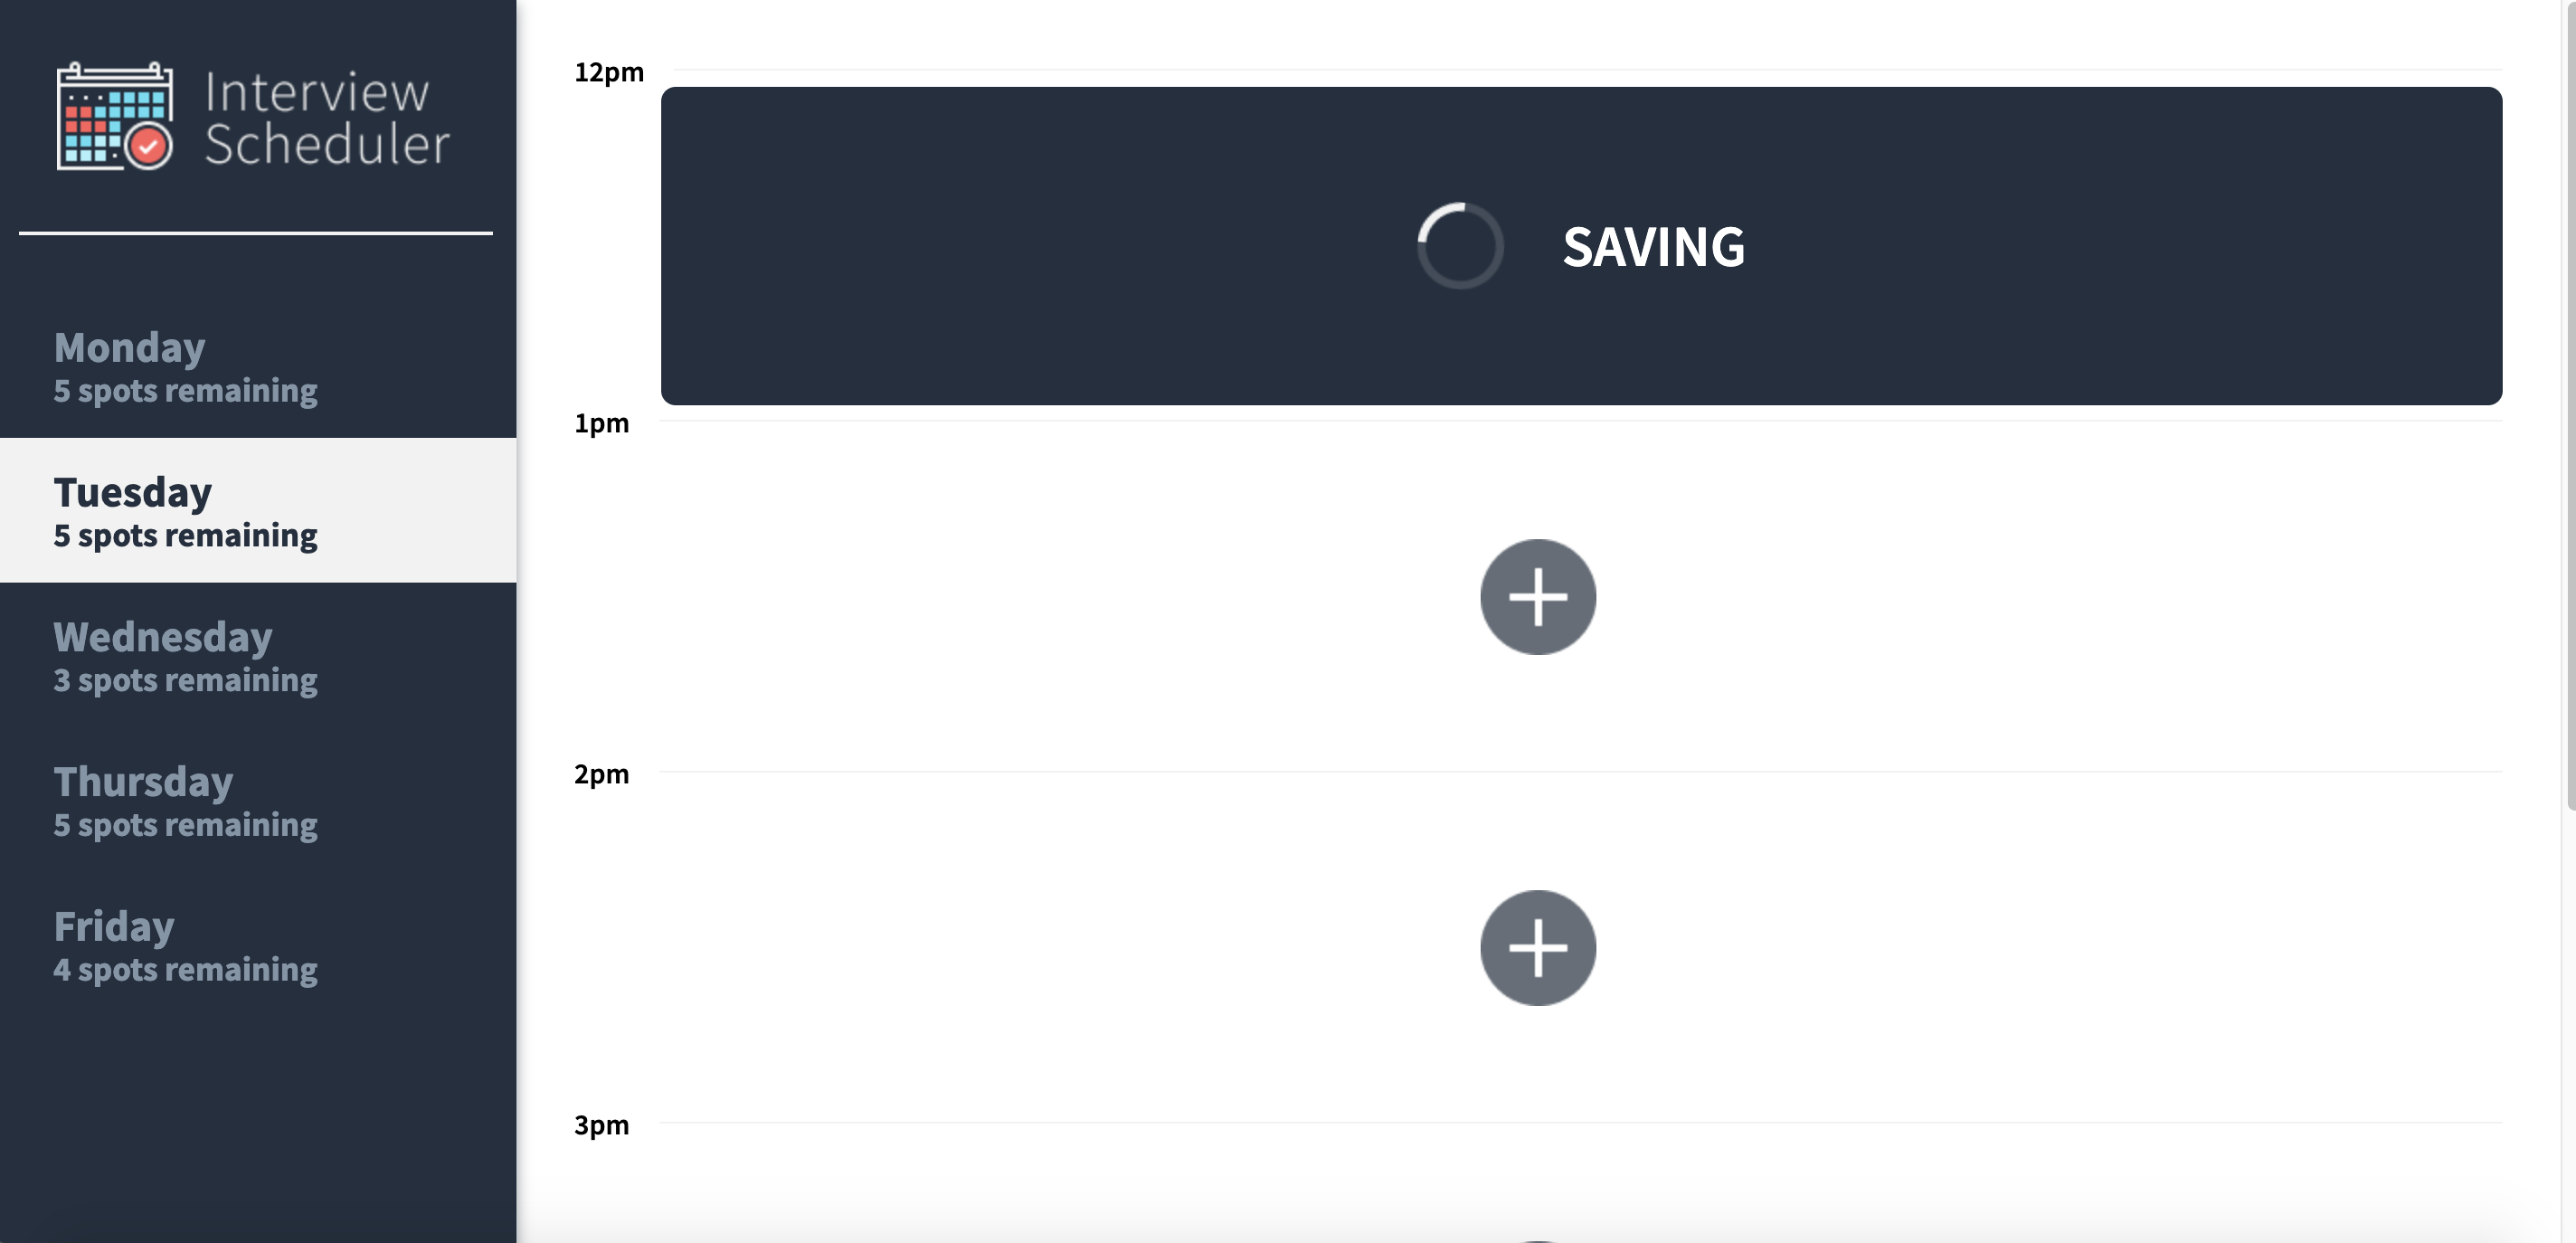 Interview
Scheduler
Monday
5 spots remaining
Tuesday
5 spots remaining
Wednesday
3 spots remaining
Thursday
5 spots remaining
Friday
4 spots remaining
12pm
SAVING
1pm
2pm
3pm